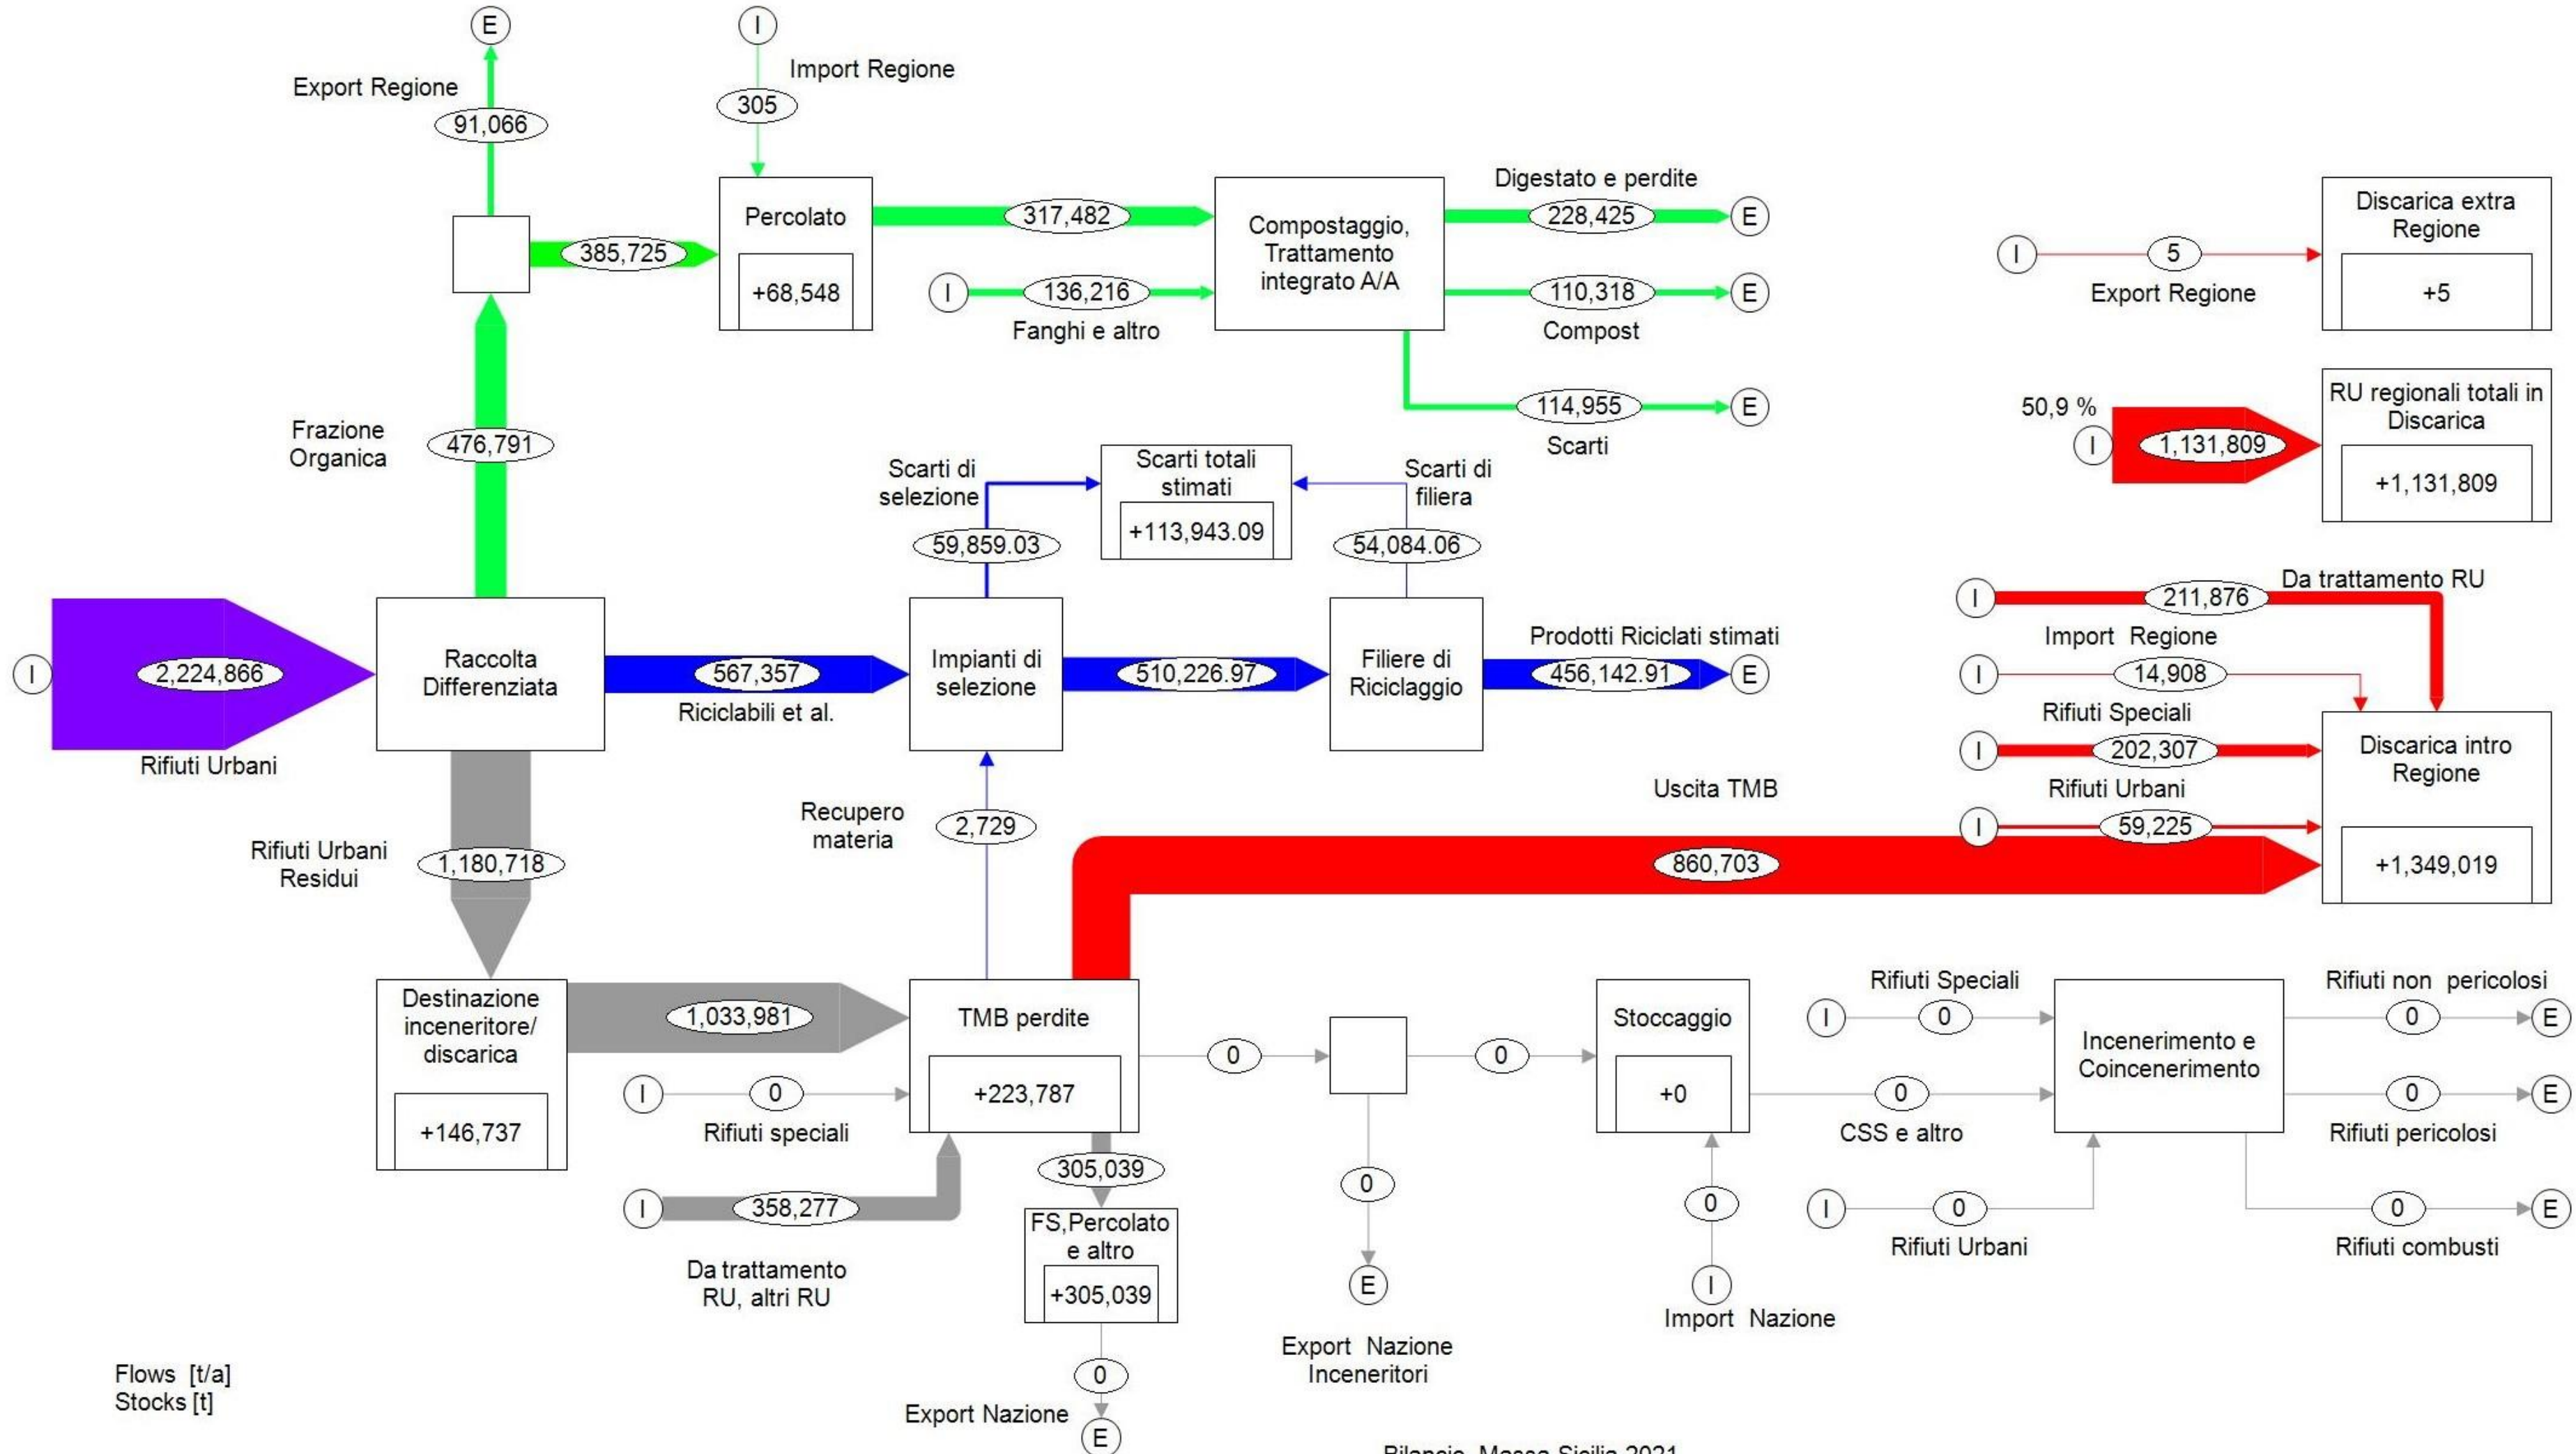 E
I
Export Regione
Import Regione
91,066
305
Percolato
+68,548
385,725
317,482
Compostaggio,
Trattamento
integrato A/A
I
136,216
Fanghi e altro
Digestato e perdite
228,425
E
110,318
E
Compost
114,955
E
Scarti
I
5
Export Regione
Discarica extra
Regione
+5
50,9 %
I
1,131,809
RU regionali totali in
Discarica
+1,131,809
Frazione
Organica
476,791
Scarti di
selezione
59,859.03
Scarti totali
stimati
+113,943.09
Scarti di
filiera
54,084.06
I
2,224,866
Rifiuti Urbani
Raccolta
Differenziata
567,357
Riciclabili et al.
Impianti di
selezione
510,226.97
Filiere di
Riciclaggio
Prodotti Riciclati stimati
456,142.91
E
Da trattamento RU
I
211,876
Import  Regione
I
14,908
Rifiuti Speciali
I
202,307
Rifiuti Urbani
I
59,225
Discarica intro
Regione
+1,349,019
Uscita TMB
860,703
Recupero
materia
2,729
Rifiuti Urbani
Residui
1,180,718
Destinazione
inceneritore/
discarica
+146,737
1,033,981
I
0
Rifiuti speciali
I
358,277
Da trattamento
RU, altri RU
TMB perdite
+223,787
305,039
FS,Percolato
e altro
+305,039
0
Export Nazione
E
0
0
0
E
Export  Nazione
Inceneritori
Stoccaggio
+0
0
I
Import  Nazione
Rifiuti Speciali
I
0
0
CSS e altro
I
0
Rifiuti Urbani
Incenerimento e
Coincenerimento
Rifiuti non  pericolosi
0
E
0
E
Rifiuti pericolosi
0
E
Rifiuti combusti
Flows  [t/a]
Stocks [t]
Bilancio  Massa Sicilia 2021